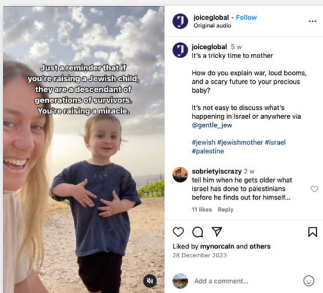 Just a reminder that if
you're raising a Jewish child,
they are a descendant of
generations of survivors.
You're raising a miracle.
joiceglobal • Follow
Original audio
joiceglobal 5 w
it's a tricky time to mother
How do you explain war, loud booms,
and a scary future to your precious
baby?
It's not easy to discuss what's
happening in Israel or anywhere via
@gentle_jew
#jewish #jewishmother #israel
#palestine
sobrietyiscrazy 2 w
tell him when he gets older what
israel has done to palestinians
before he finds out for himself...
11 likes Reply
Liked by mynorcaln and others
28 December 2023
Add a comment...